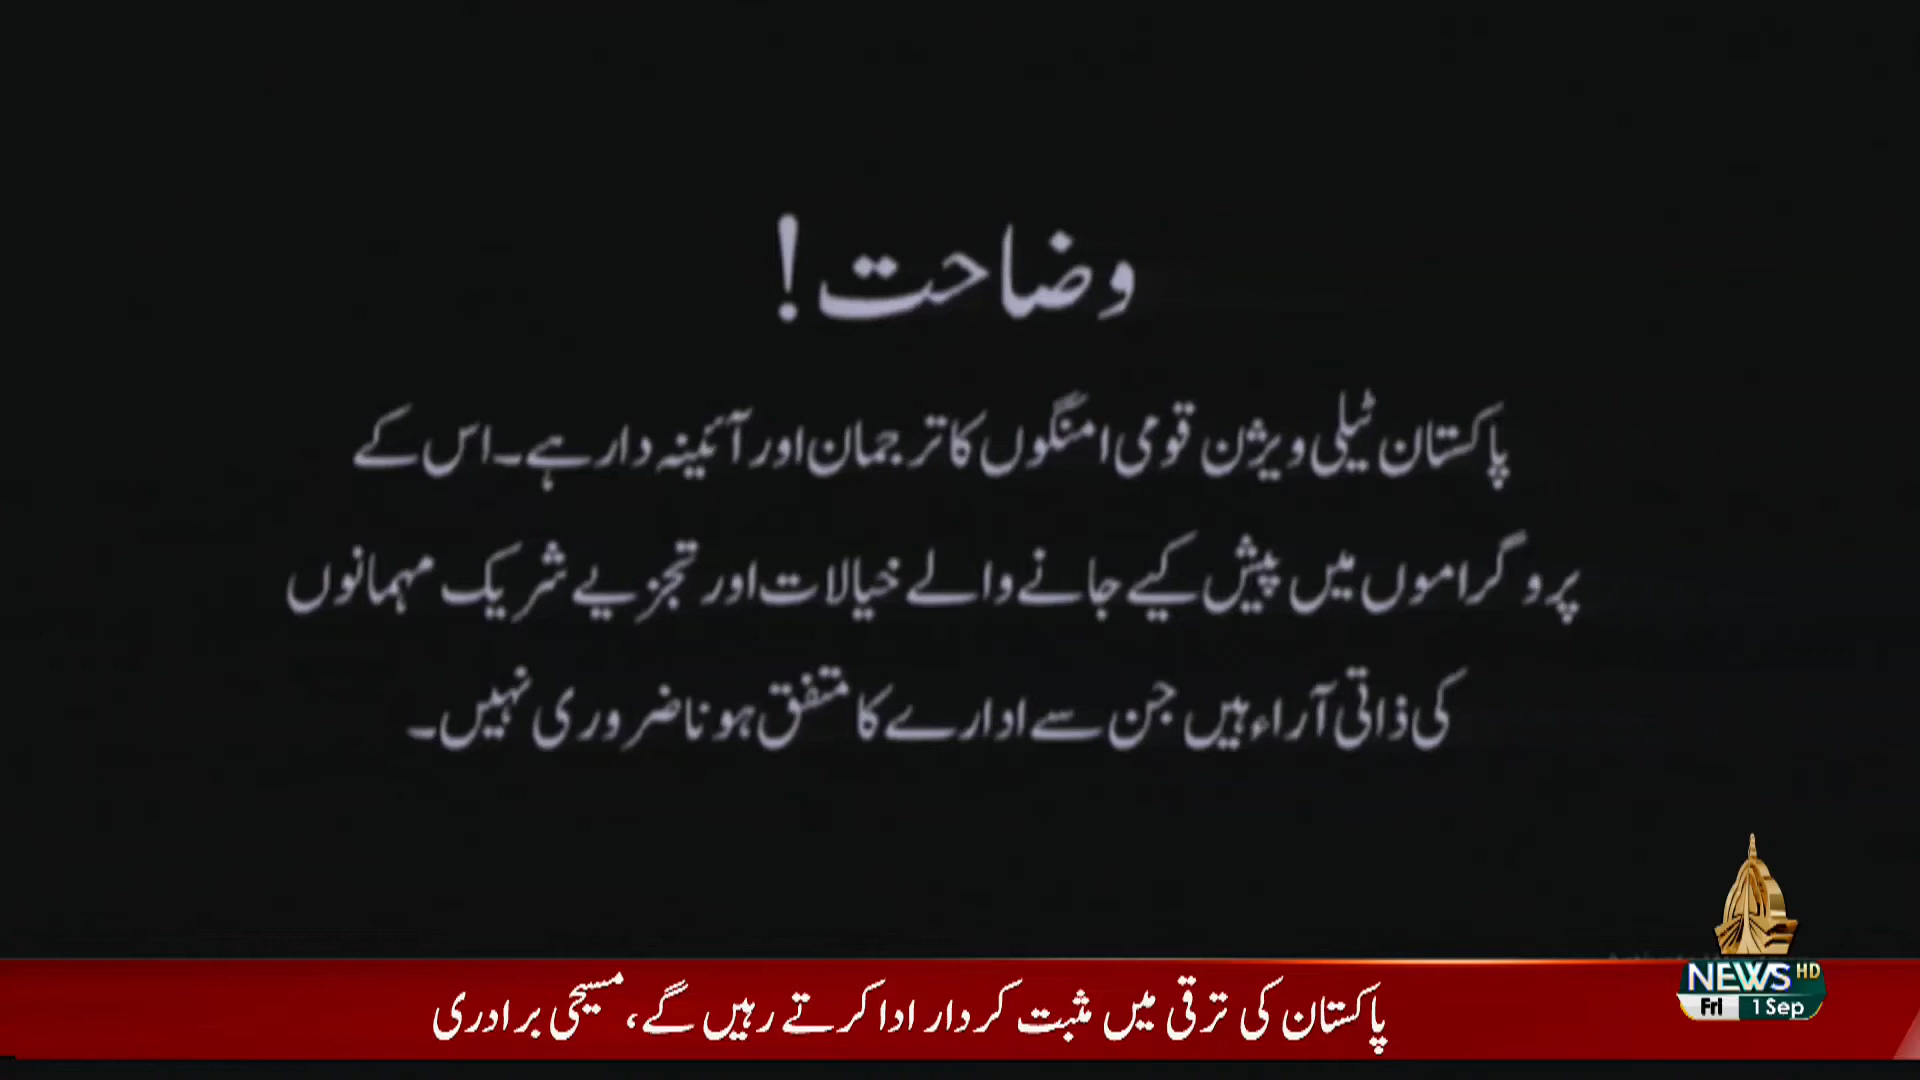 وضاحت!
پاکستان ٹیلی ویژن قومی امنگوں کا ترجمان اور آئینہ دار ہے۔ اس کے
پروگراموں میں پیش کیے جانے والے خیالات اور تجزیے شریک مہمانوں
کی ذاتی آراء ہیں جن سے ادارے کا متفق ہونا ضروری نہیں۔
NEWS HD
Fri 1 Sep
پاکستان کی ترقی میں مثبت کردار ادا کرتے رہیں گے، مسیحی برادری